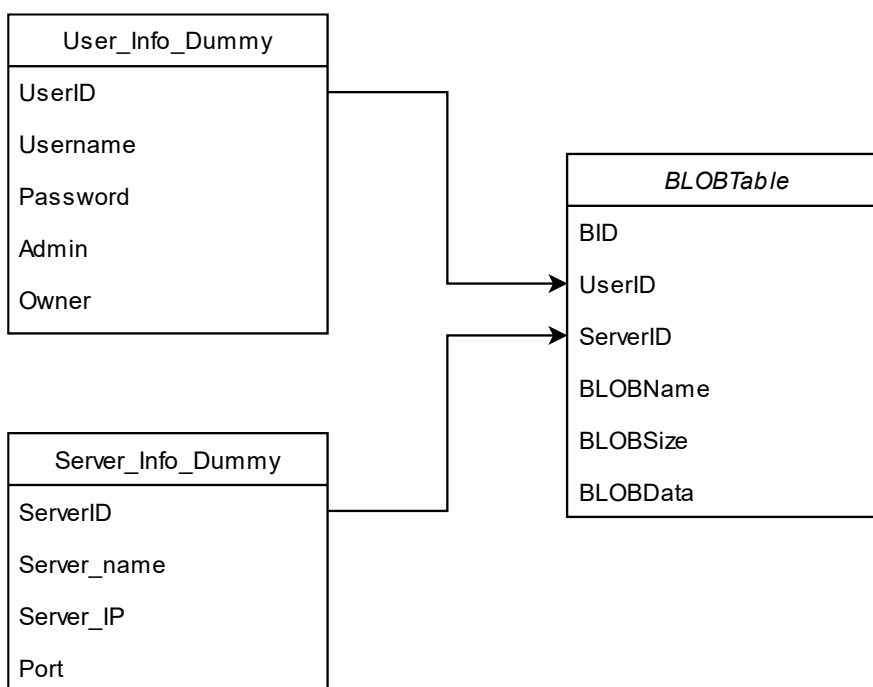 User_Info_Dummy
UserID
Username
Password
Admin
Owner
BLOBTable
BID
UserID
ServerID
BLOBName
BLOBSize
BLOBData
Server_Info_Dummy
ServerID
Server_name
Server_IP
Port